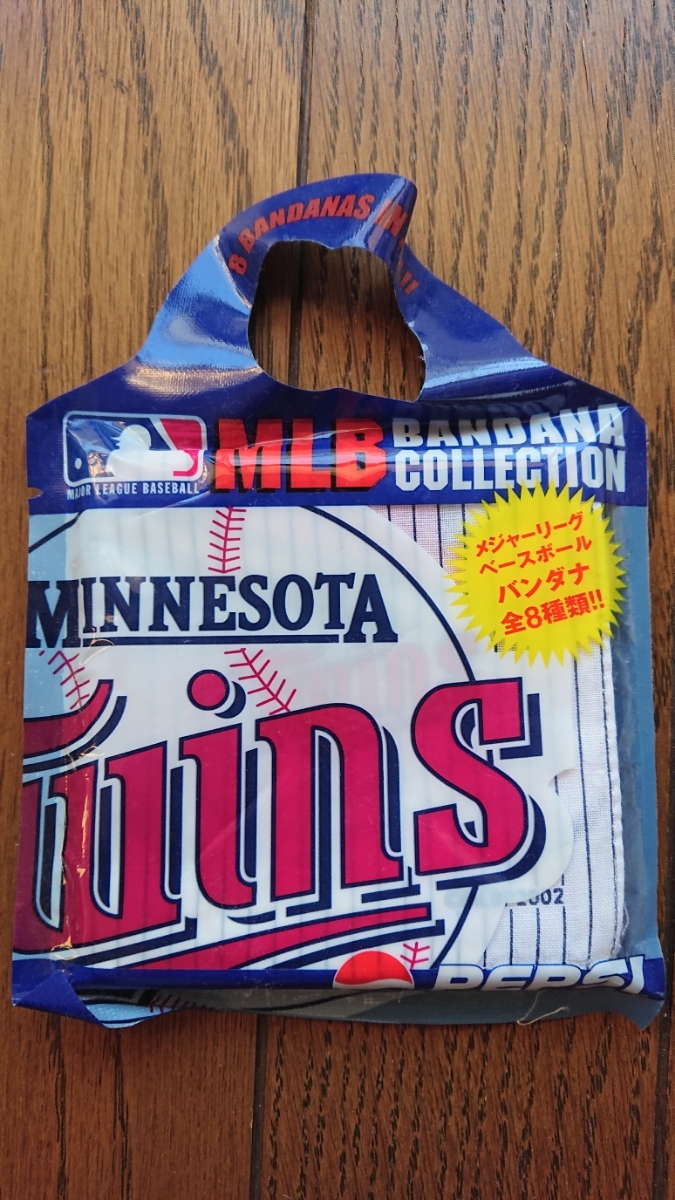 8 BANDANAS IN
!!
MAJOR LEAGUE BASEBALL
MLB
BANDANA
COLLECTION
メジャーリーグ
ベースボール
バンダナ
全8種類!!
MINNESOTA
Twins
2002
PEPSI